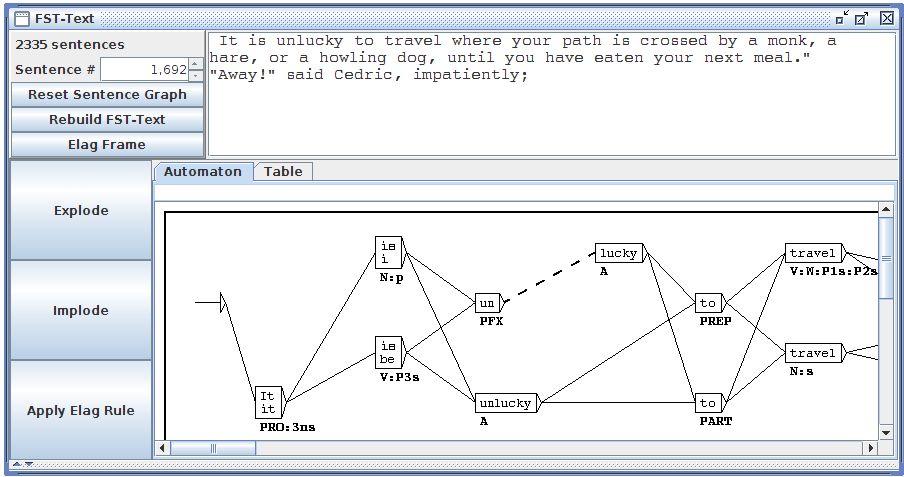 FST-Text
2335 sentences
Sentence # 1,692
Reset Sentence Graph
Rebuild FST-Text
Elag Frame
It is unlucky to travel where your path is crossed by a monk, a
hare, or a howling dog, until you have eaten your next meal."
"Away!" said Cedric, impatiently;
Explode
Implode
Apply Elag Rule
Automaton
Table
It
it
PRO:3ns
is
i
N:p
is
be
V:P3s
un
PFX
unlucky
A
lucky
A
to
PREP
to
PART
travel
V:W:P1s:P2s
travel
N:s